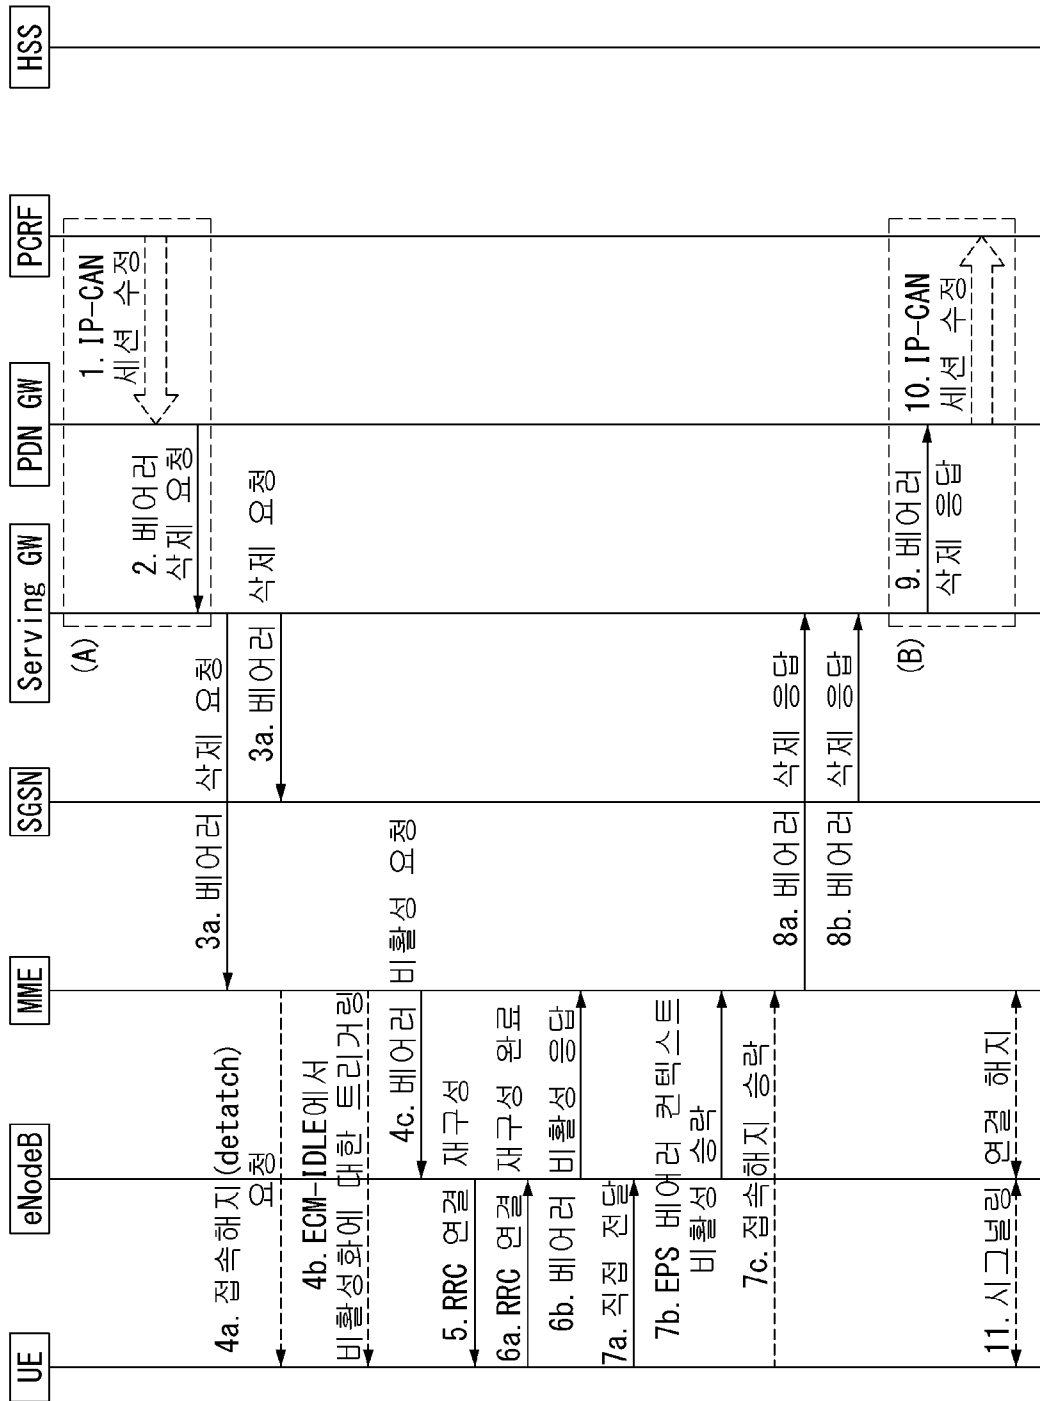 UE
eNodeB
MME
SGSN
Serving GW
PDN GW
PCRF
HSS
(A)
1. IP-CAN
세션 수정
2. 베어러
삭제 요청
3a. 베어러 삭제 요청
3a. 베어러 삭제 요청
4a. 접속해지(detatch)
요청
4b. ECM-IDLE에서
비활성화에 대한 트리거링
4c. 베어러 비활성 요청
5. RRC 연결 재구성
6a. RRC 연결 재구성 완료
6b. 베어러 비활성 응답
7a. 직접 전달
7b. EPS 베어러 컨텍스트
비활성 승락
7c. 접속해지 승락
8a. 베어러 삭제 응답
8b. 베어러 삭제 응답
(B)
9. 베어러
삭제 응답
10. IP-CAN
세션 수정
11. 시그널링 연결 해지